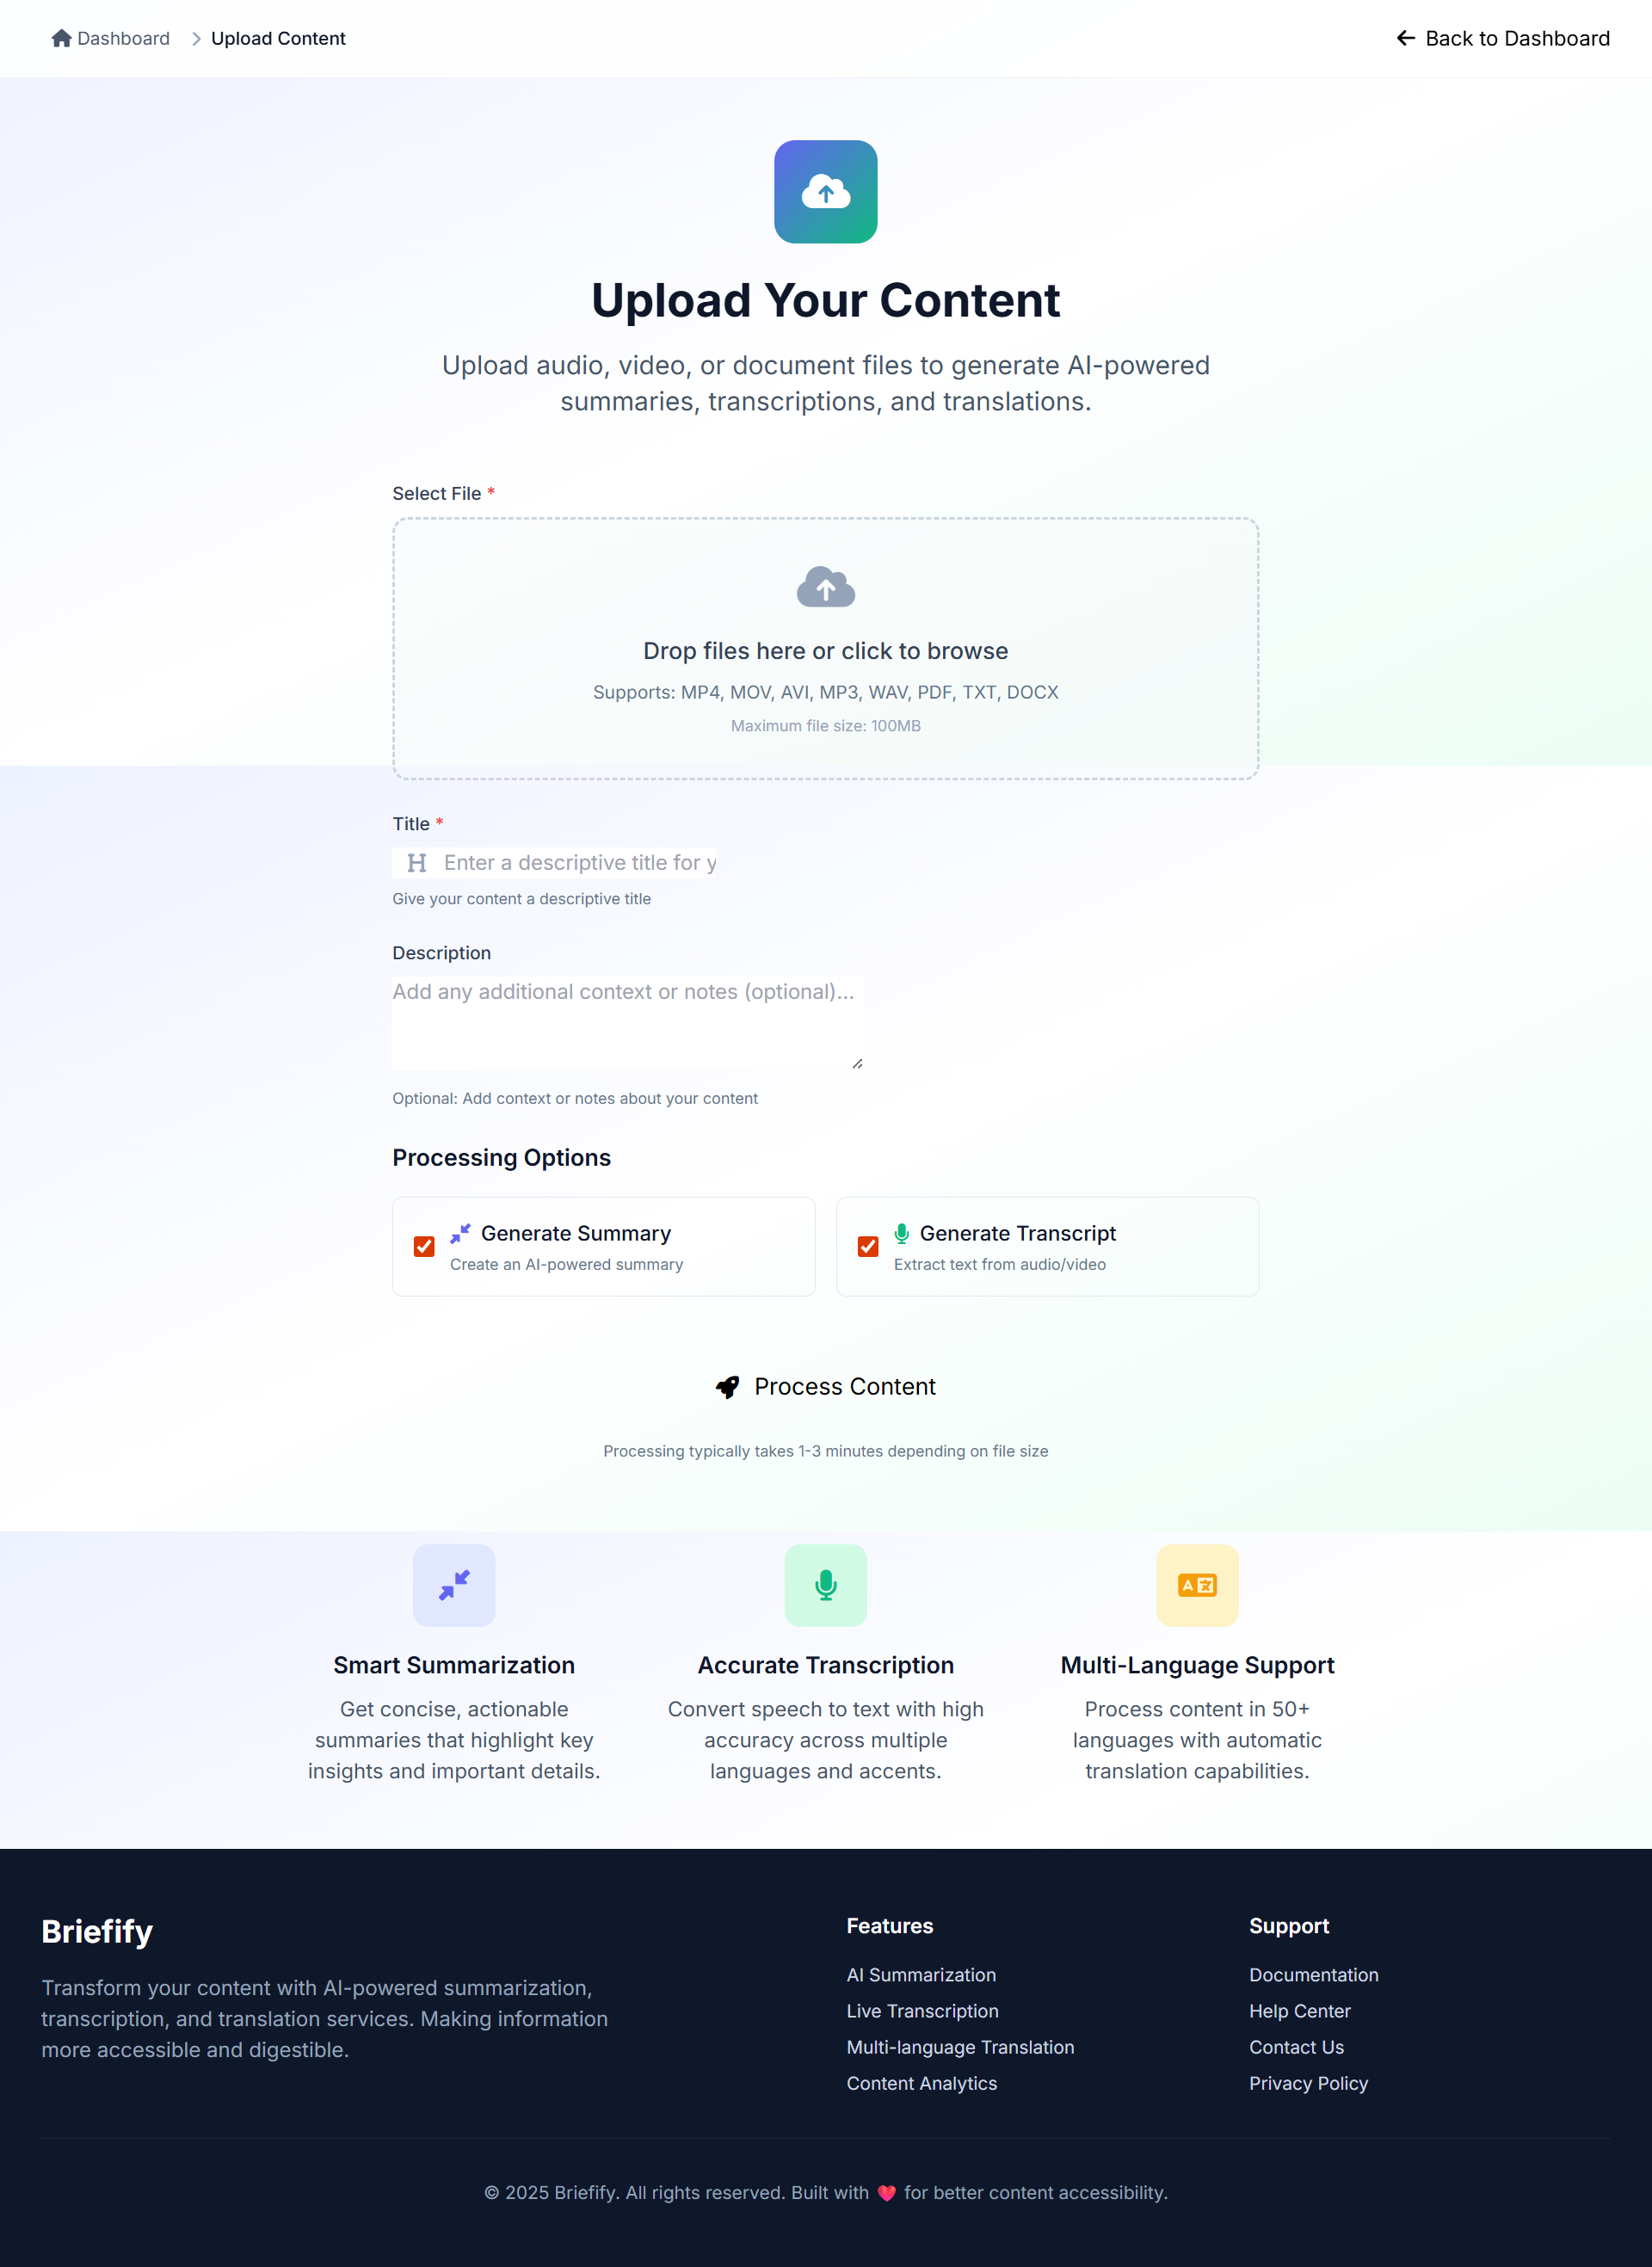 Dashboard
Upload Content
Back to Dashboard
Upload Your Content
Upload audio, video, or document files to generate AI-powered
summaries, transcriptions, and translations.
Select File *
Drop files here or click to browse
Supports: MP4, MOV, AVI, MP3, WAV, PDF, TXT, DOCX
Maximum file size: 100MB
Title *
Enter a descriptive title for y
Give your content a descriptive title
Description
Add any additional context or notes (optional)...
Optional: Add context or notes about your content
Processing Options
Generate Summary
Create an AI-powered summary
Generate Transcript
Extract text from audio/video
Process Content
Processing typically takes 1-3 minutes depending on file size
Smart Summarization
Get concise, actionable
summaries that highlight key
insights and important details.
Accurate Transcription
Convert speech to text with high
accuracy across multiple
languages and accents.
Multi-Language Support
Process content in 50+
languages with automatic
translation capabilities.
Briefify
Transform your content with AI-powered summarization,
transcription, and translation services. Making information
more accessible and digestible.
Features
AI Summarization
Live Transcription
Multi-language Translation
Content Analytics
Support
Documentation
Help Center
Contact Us
Privacy Policy
© 2025 Briefify. All rights reserved. Built with ❤️ for better content accessibility.